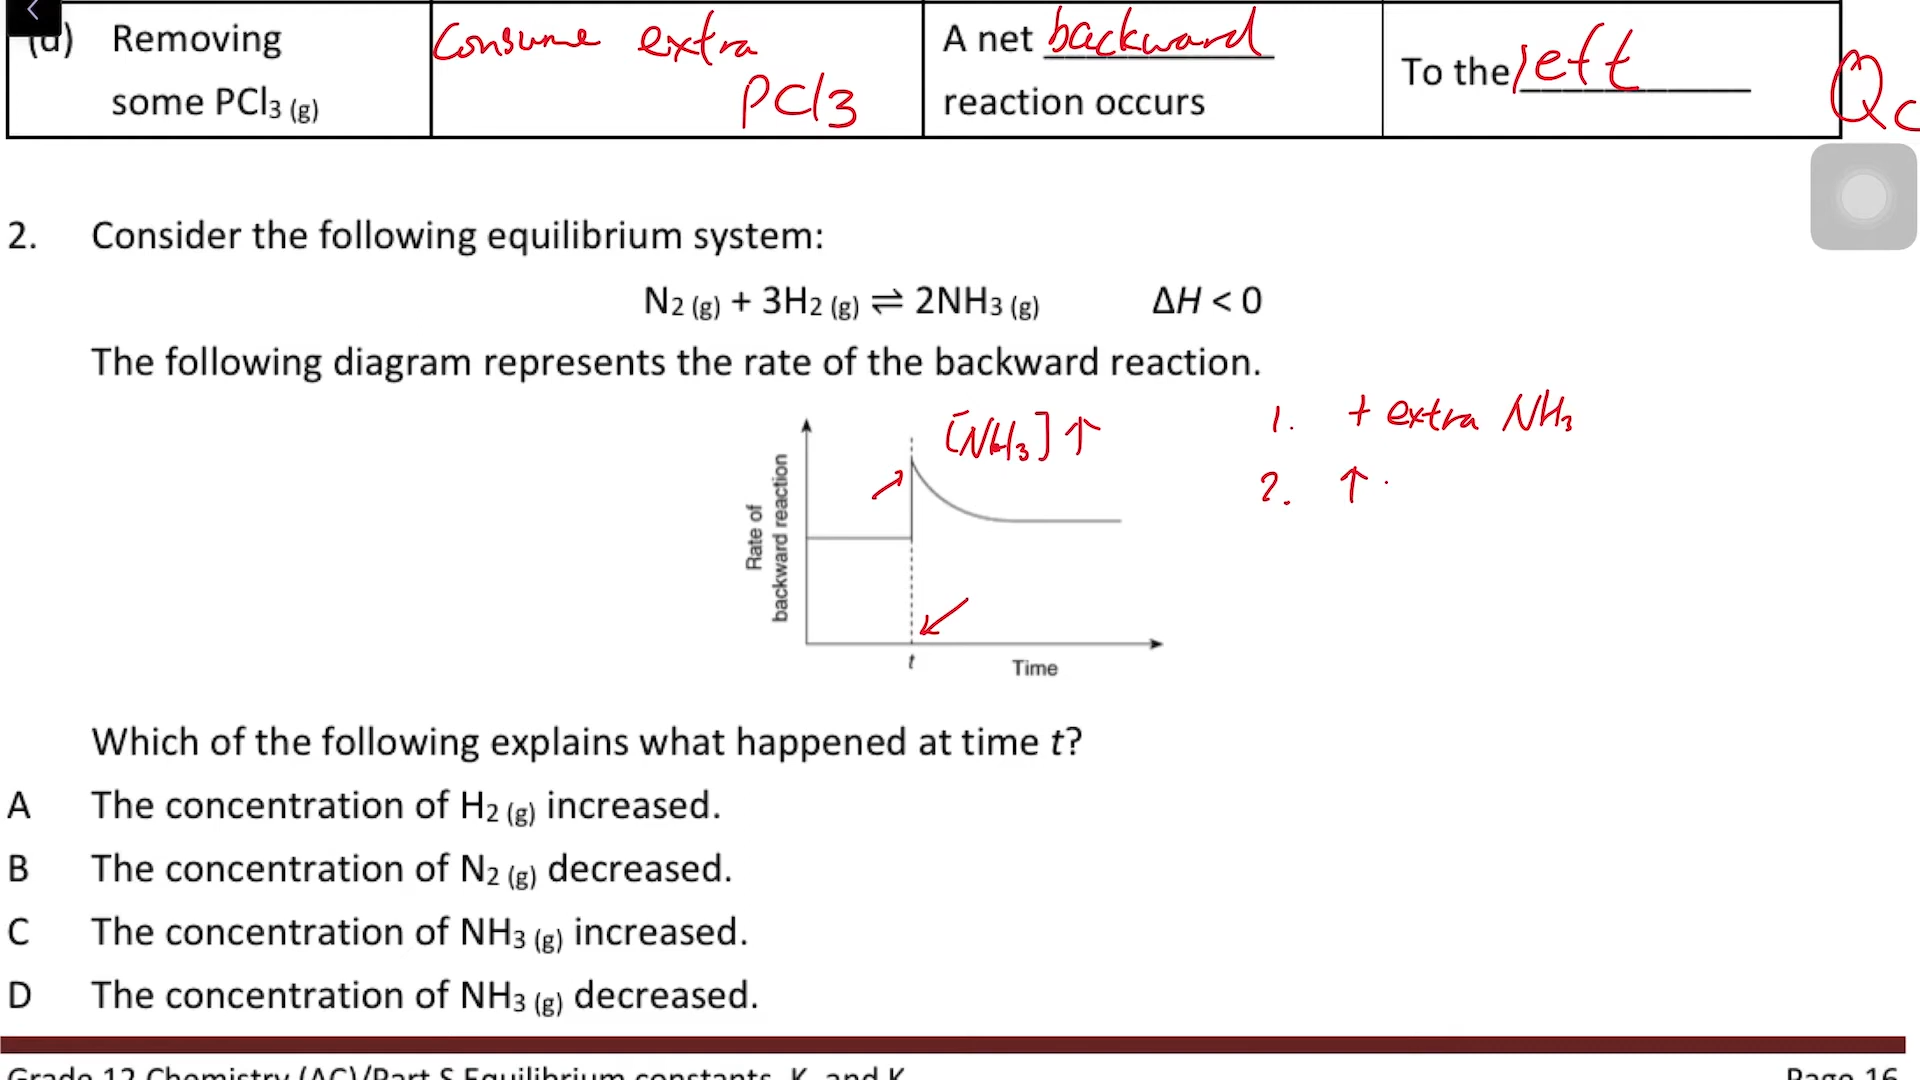 (d) Removing
some PCl3 (g)
Consume extra
PCl3
A net backward
reaction occurs
To the left
Qc
2. Consider the following equilibrium system:
N2 (g) + 3H2 (g) ⇌ 2NH3 (g) ΔH < 0
The following diagram represents the rate of the backward reaction.
[NH3] ↑
1. + extra NH3
2. ↑
Rate of
backward reaction
t
Time
Which of the following explains what happened at time t?
A The concentration of H2 (g) increased.
B The concentration of N2 (g) decreased.
C The concentration of NH3 (g) increased.
D The concentration of NH3 (g) decreased.
Grade 12 Chemistry (AC)/Part S Equilibrium constants, K and K
Page 16